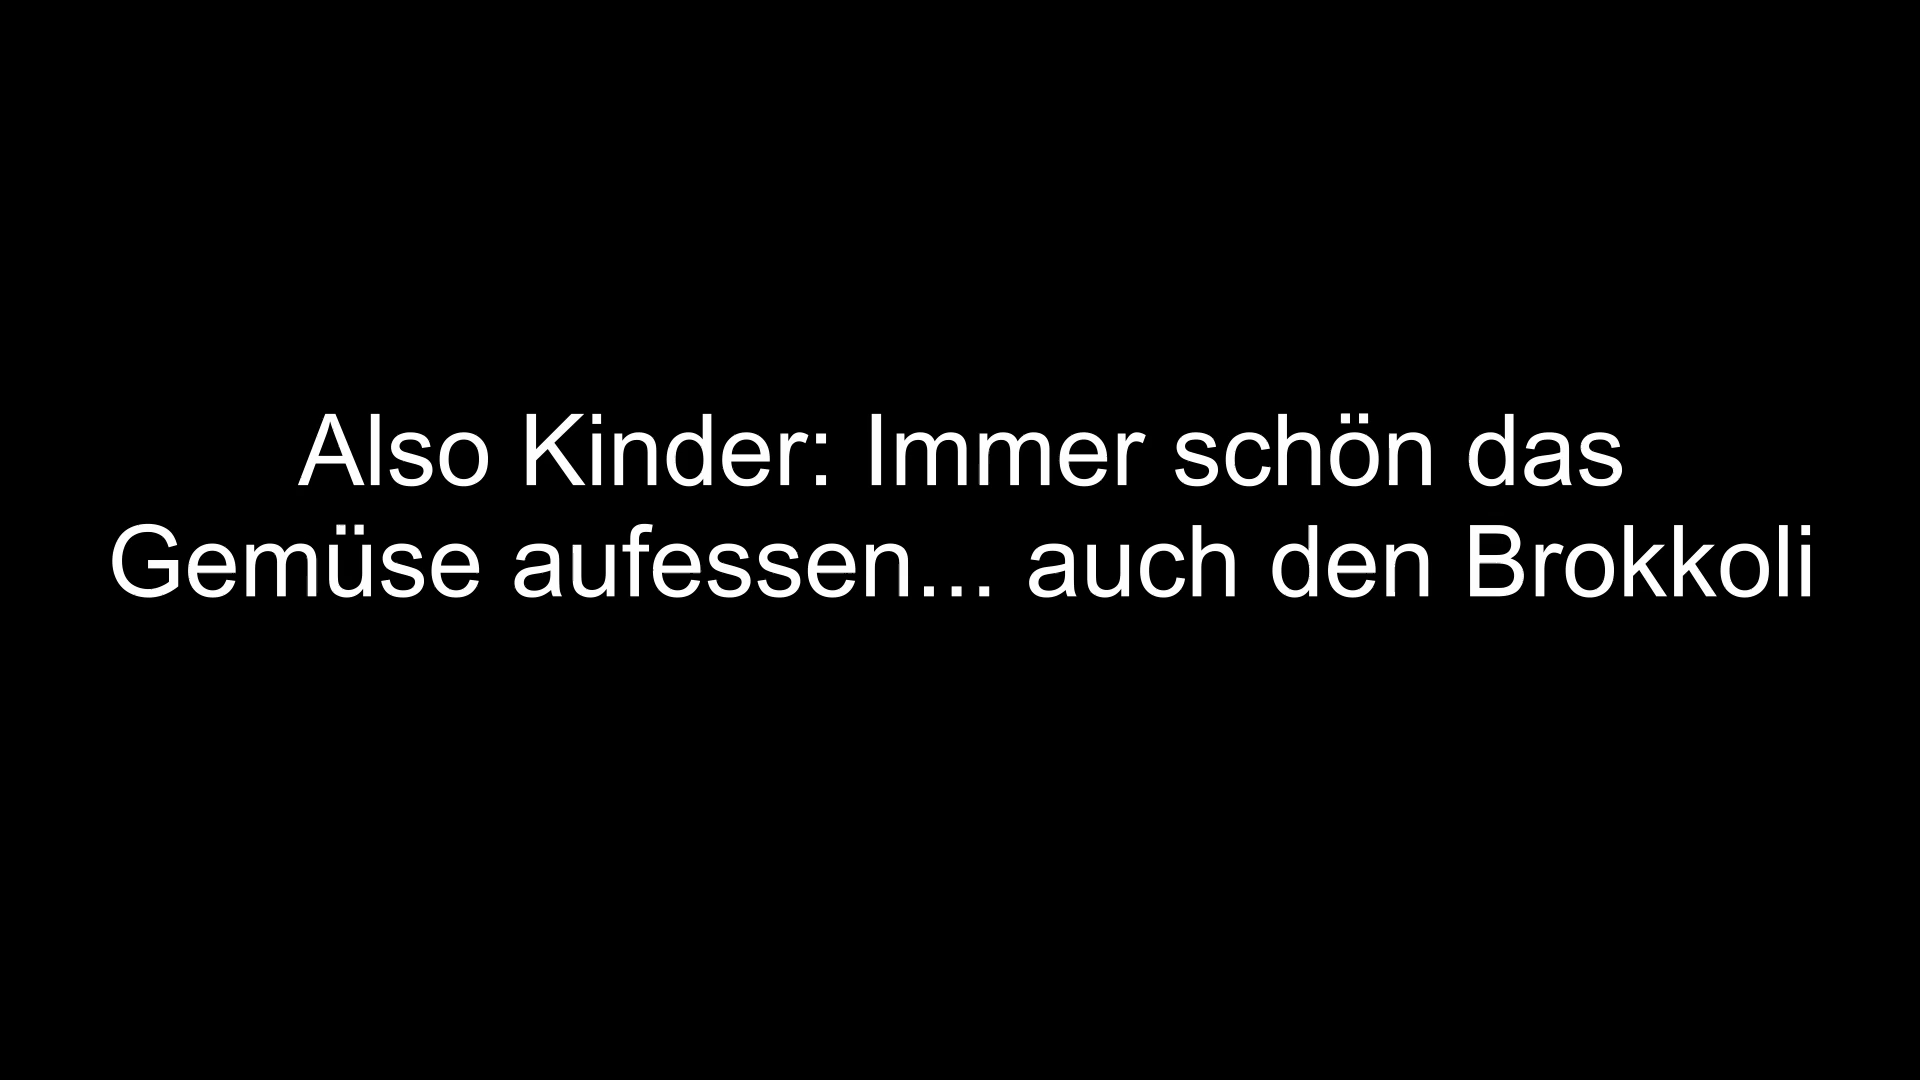 Also Kinder: Immer schön das
Gemüse aufessen... auch den Brokkoli